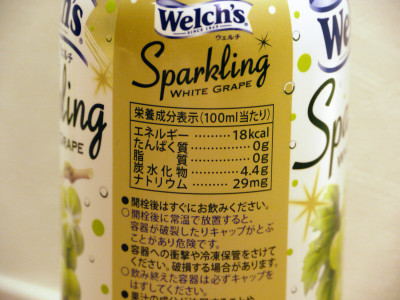 Welch's
SINCE 1869
ウェルチ
Sparkling
WHITE GRAPE
栄養成分表示(100ml当たり)
エネルギー………18kcal
たんぱく質…………0g
脂質…………0g
炭水化物…………4.4g
ナトリウム………29mg
●開栓後はすぐにお飲みください。
○開栓後に常温で放置すると、
容器が破裂したりキャップがとぶ
ことがあり危険です。
●容器への衝撃や冷凍保管をさけて
ください。破損する場合があります。
○飲み終えた容器は必ずキャップを
はずしてください。
ch's
kling
GRAPE
Welc
Spar
WHI